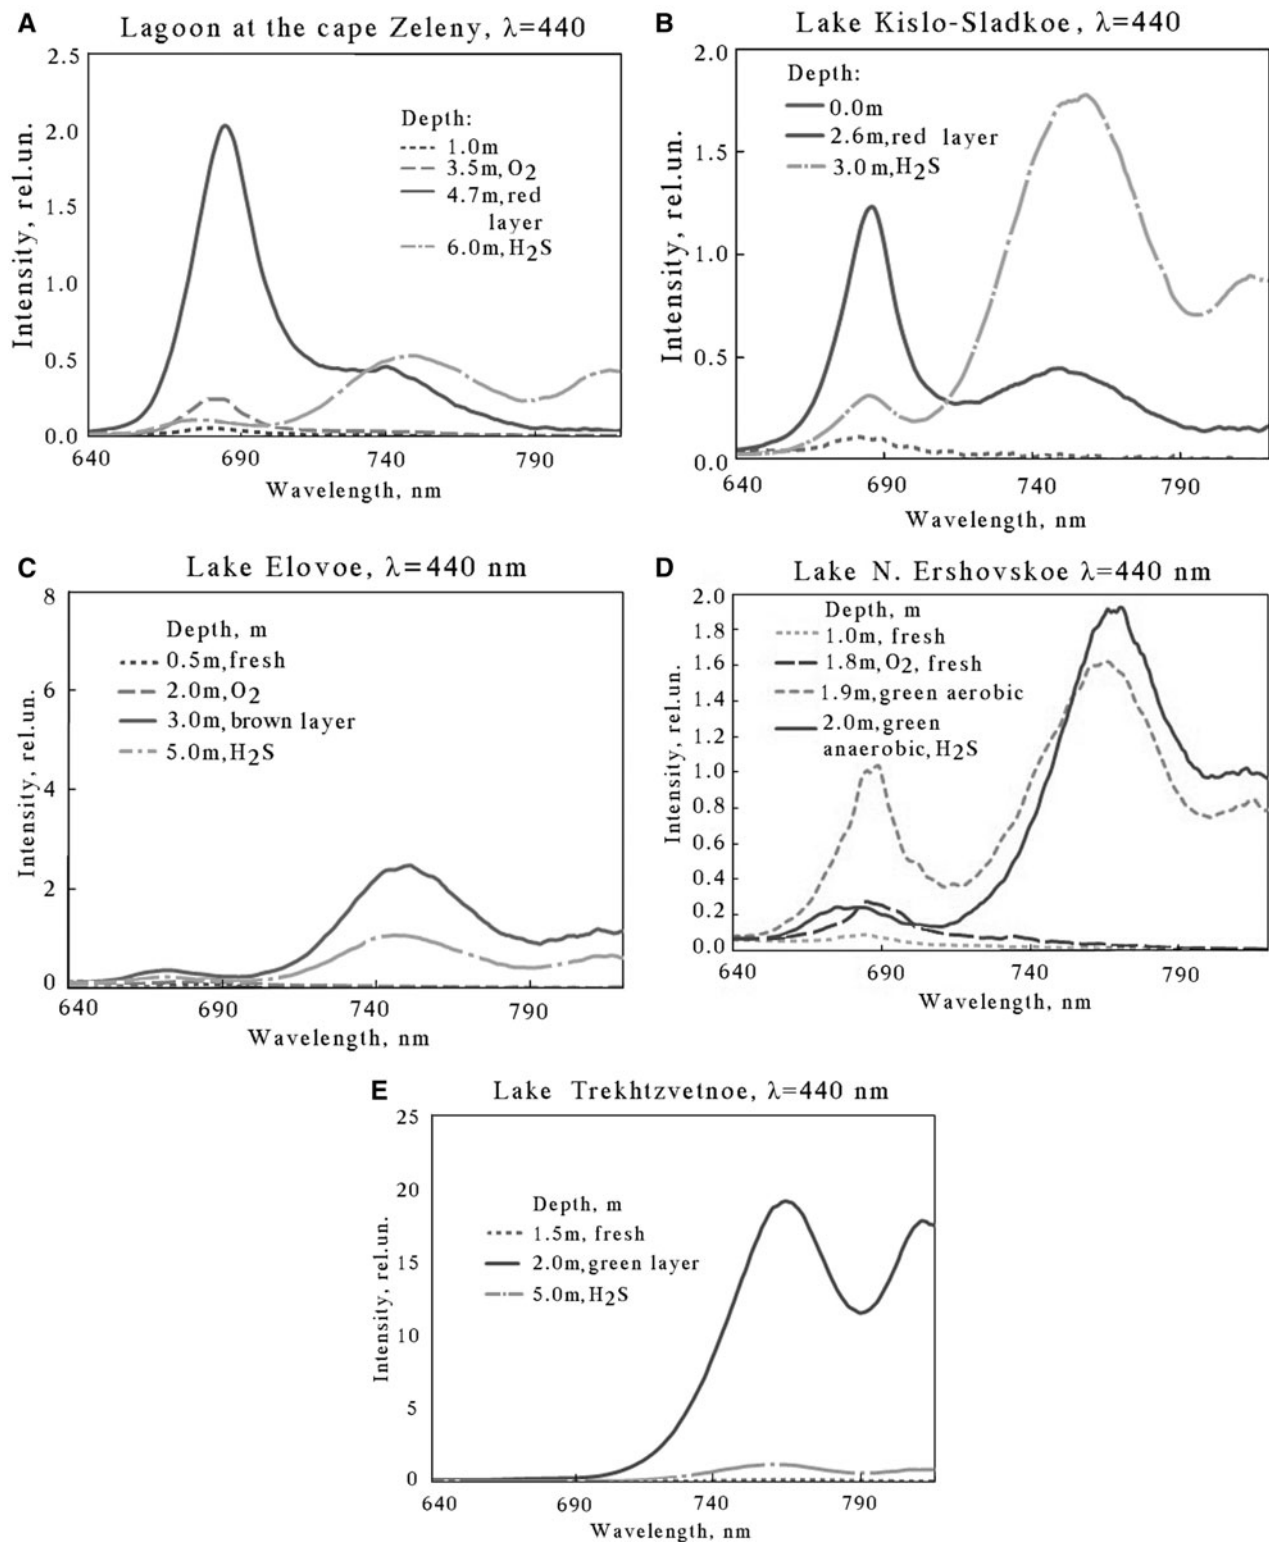 A
Lagoon at the cape Zeleny, λ=440
Intensity, rel.un.
2.5
2.0
1.5
1.0
0.5
0.0
Depth:
1.0m
3.5m, O2
4.7m, red
layer
6.0m, H2S
640
690
740
790
Wavelength, nm
B
Lake Kislo-Sladkoe, λ=440
Intensity, rel.un.
2.0
1.5
1.0
0.5
0.0
Depth:
0.0m
2.6m, red layer
3.0m, H2S
640
690
740
790
Wavelength, nm
C
Lake Elovoe, λ=440 nm
Intensity, rel.un.
8
6
4
2
0
Depth, m
0.5m, fresh
2.0m, O2
3.0m, brown layer
5.0m, H2S
640
690
740
790
Wavelength, nm
D
Lake N. Ershovskoe λ=440 nm
Intensity, rel.un.
2.0
1.8
1.6
1.4
1.2
1.0
0.8
0.6
0.4
0.2
0.0
Depth, m
1.0m, fresh
1.8m, O2, fresh
1.9m, green aerobic
2.0m, green
anaerobic, H2S
640
690
740
790
Wavelength, nm
E
Lake Trekhtzvetnoe, λ=440 nm
Intensity, rel.un.
25
20
15
10
5
0
Depth, m
1.5m, fresh
2.0m, green layer
5.0m, H2S
640
690
740
790
Wavelength, nm